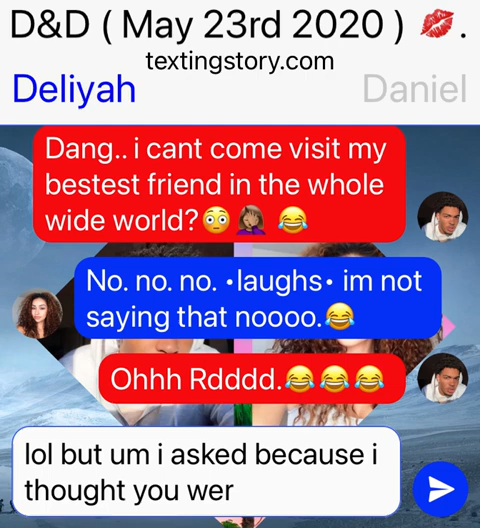 D&D ( May 23rd 2020 ) 💋.
textingstory.com
Deliyah Daniel
Dang.. i cant come visit my
bestest friend in the whole
wide world?😳🤦🏾‍♀️ 😂
No. no. no. •laughs• im not
saying that noooo.😂
Ohhh Rdddd.😂😂😂
lol but um i asked because i
thought you wer